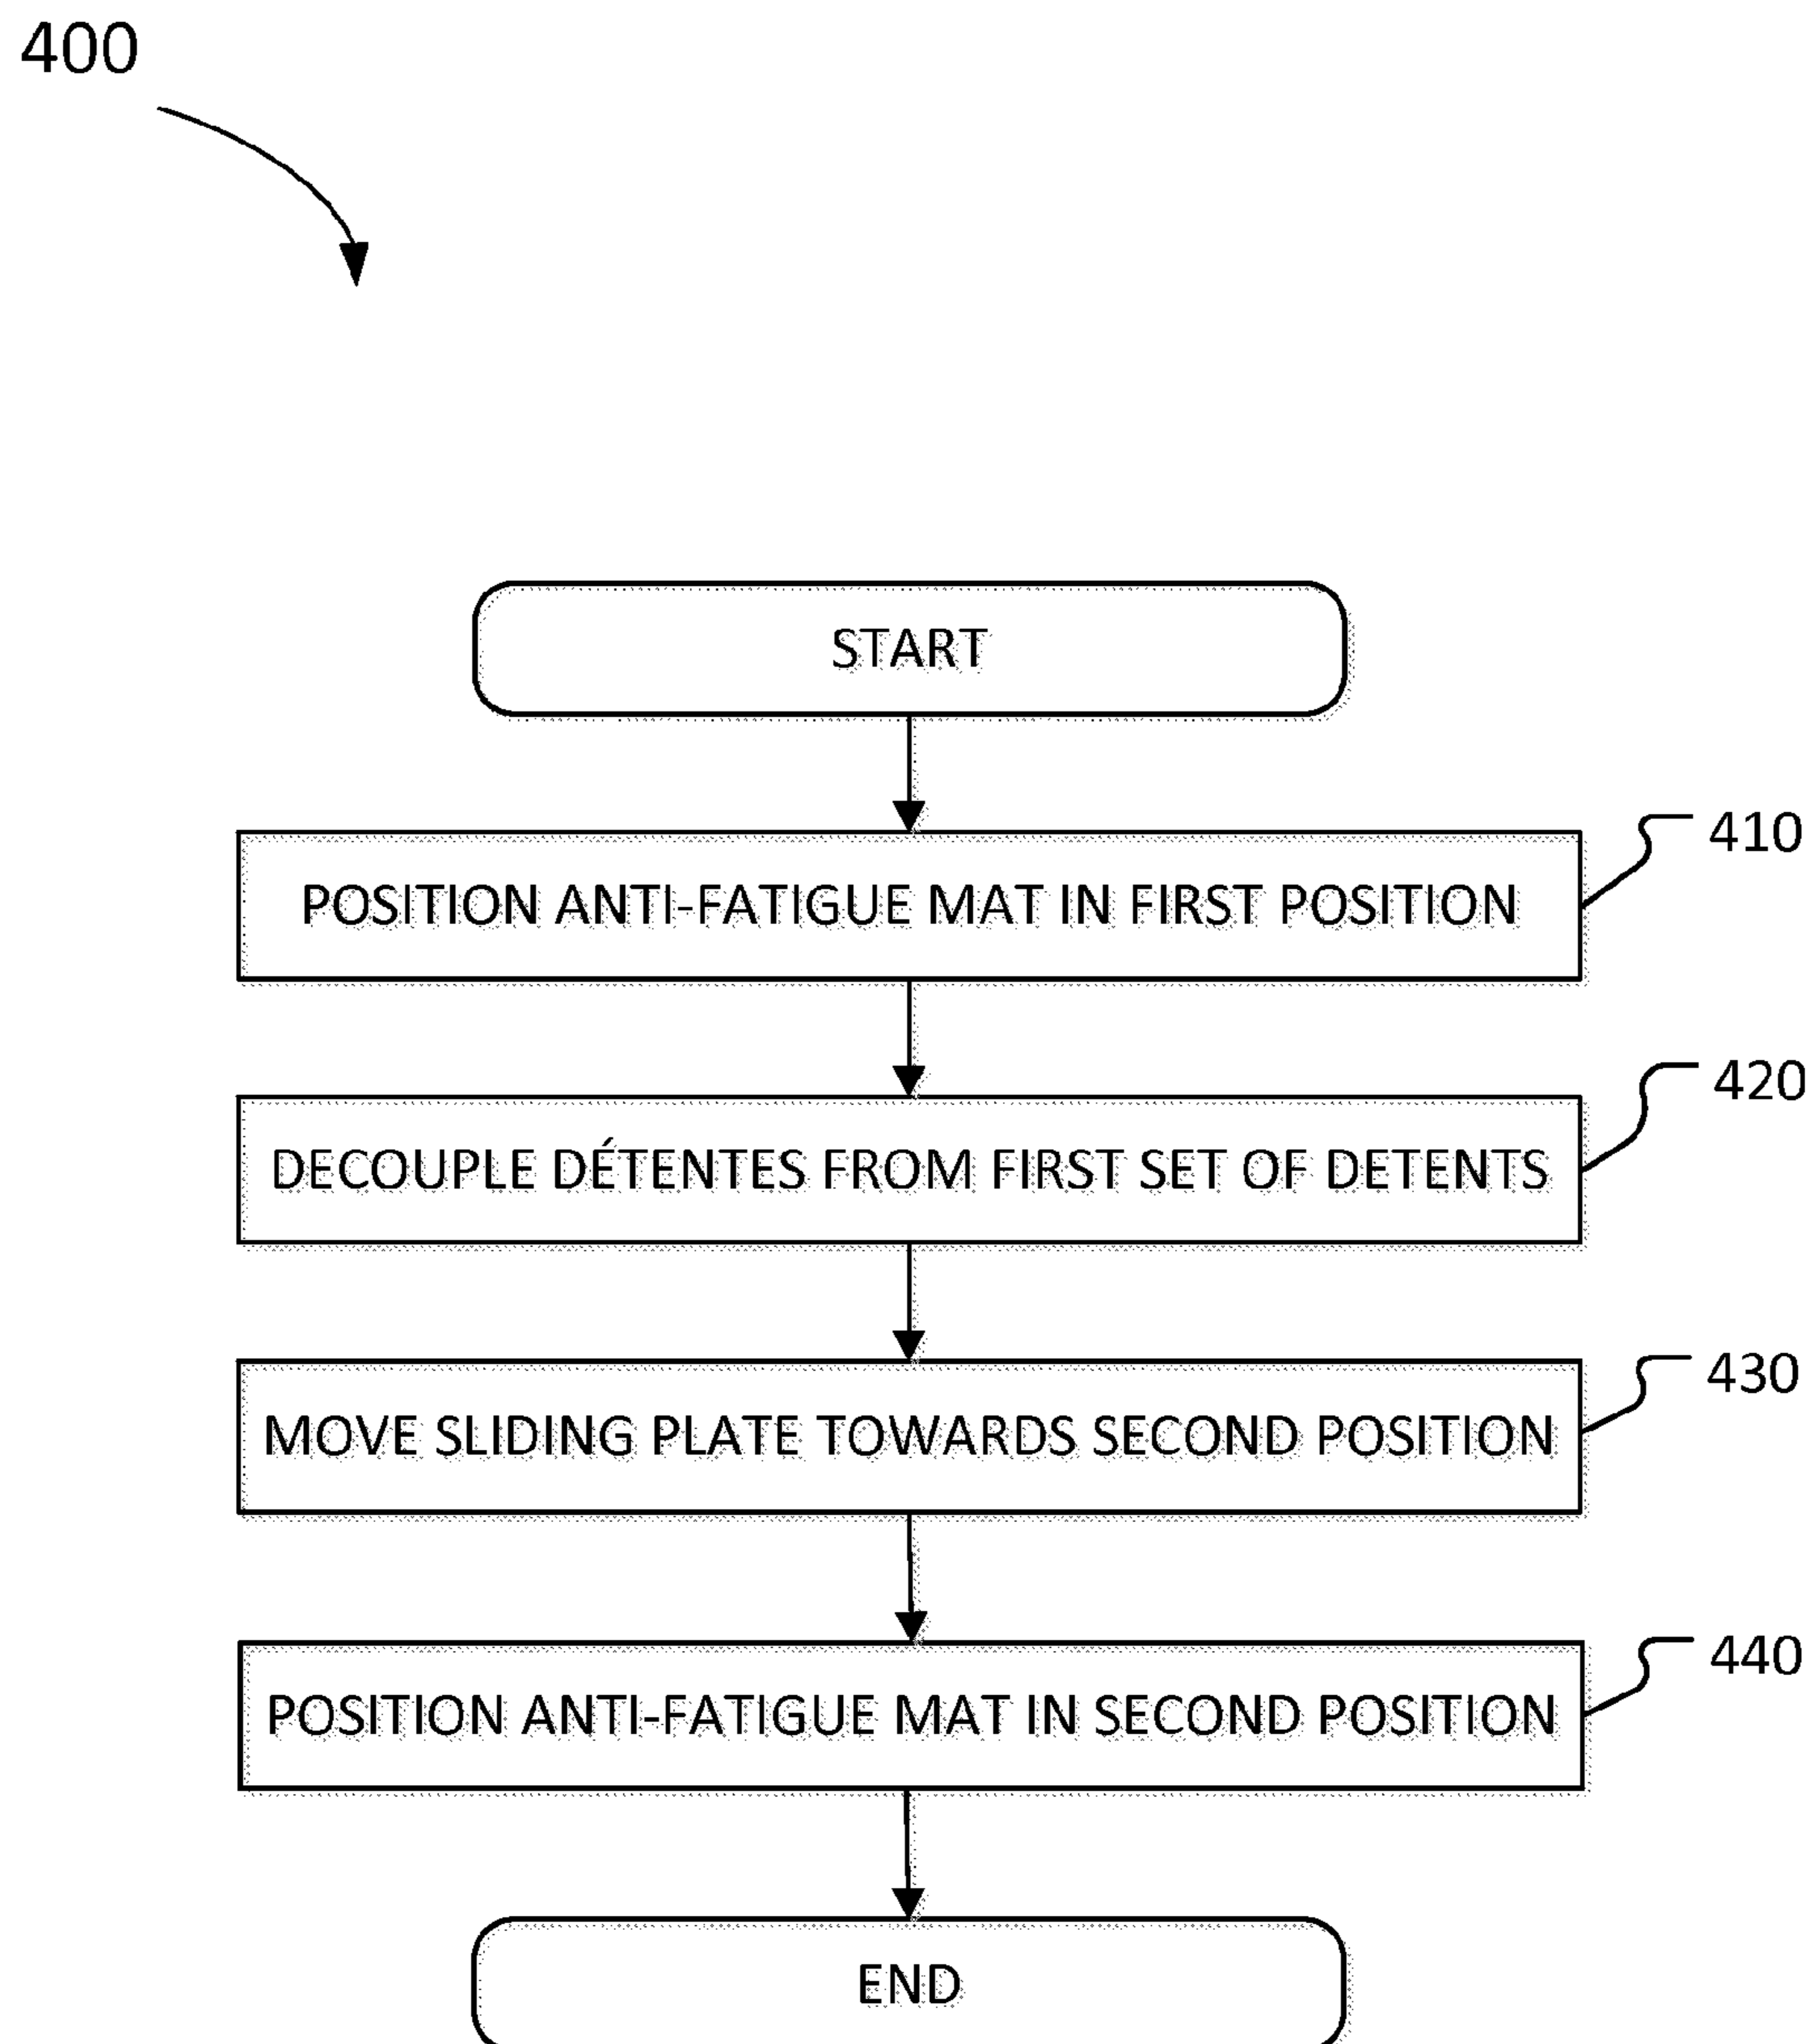 400
START
POSITION ANTI-FATIGUE MAT IN FIRST POSITION
410
DECOUPLE DÉTENTES FROM FIRST SET OF DETENTS
420
MOVE SLIDING PLATE TOWARDS SECOND POSITION
430
POSITION ANTI-FATIGUE MAT IN SECOND POSITION
440
END